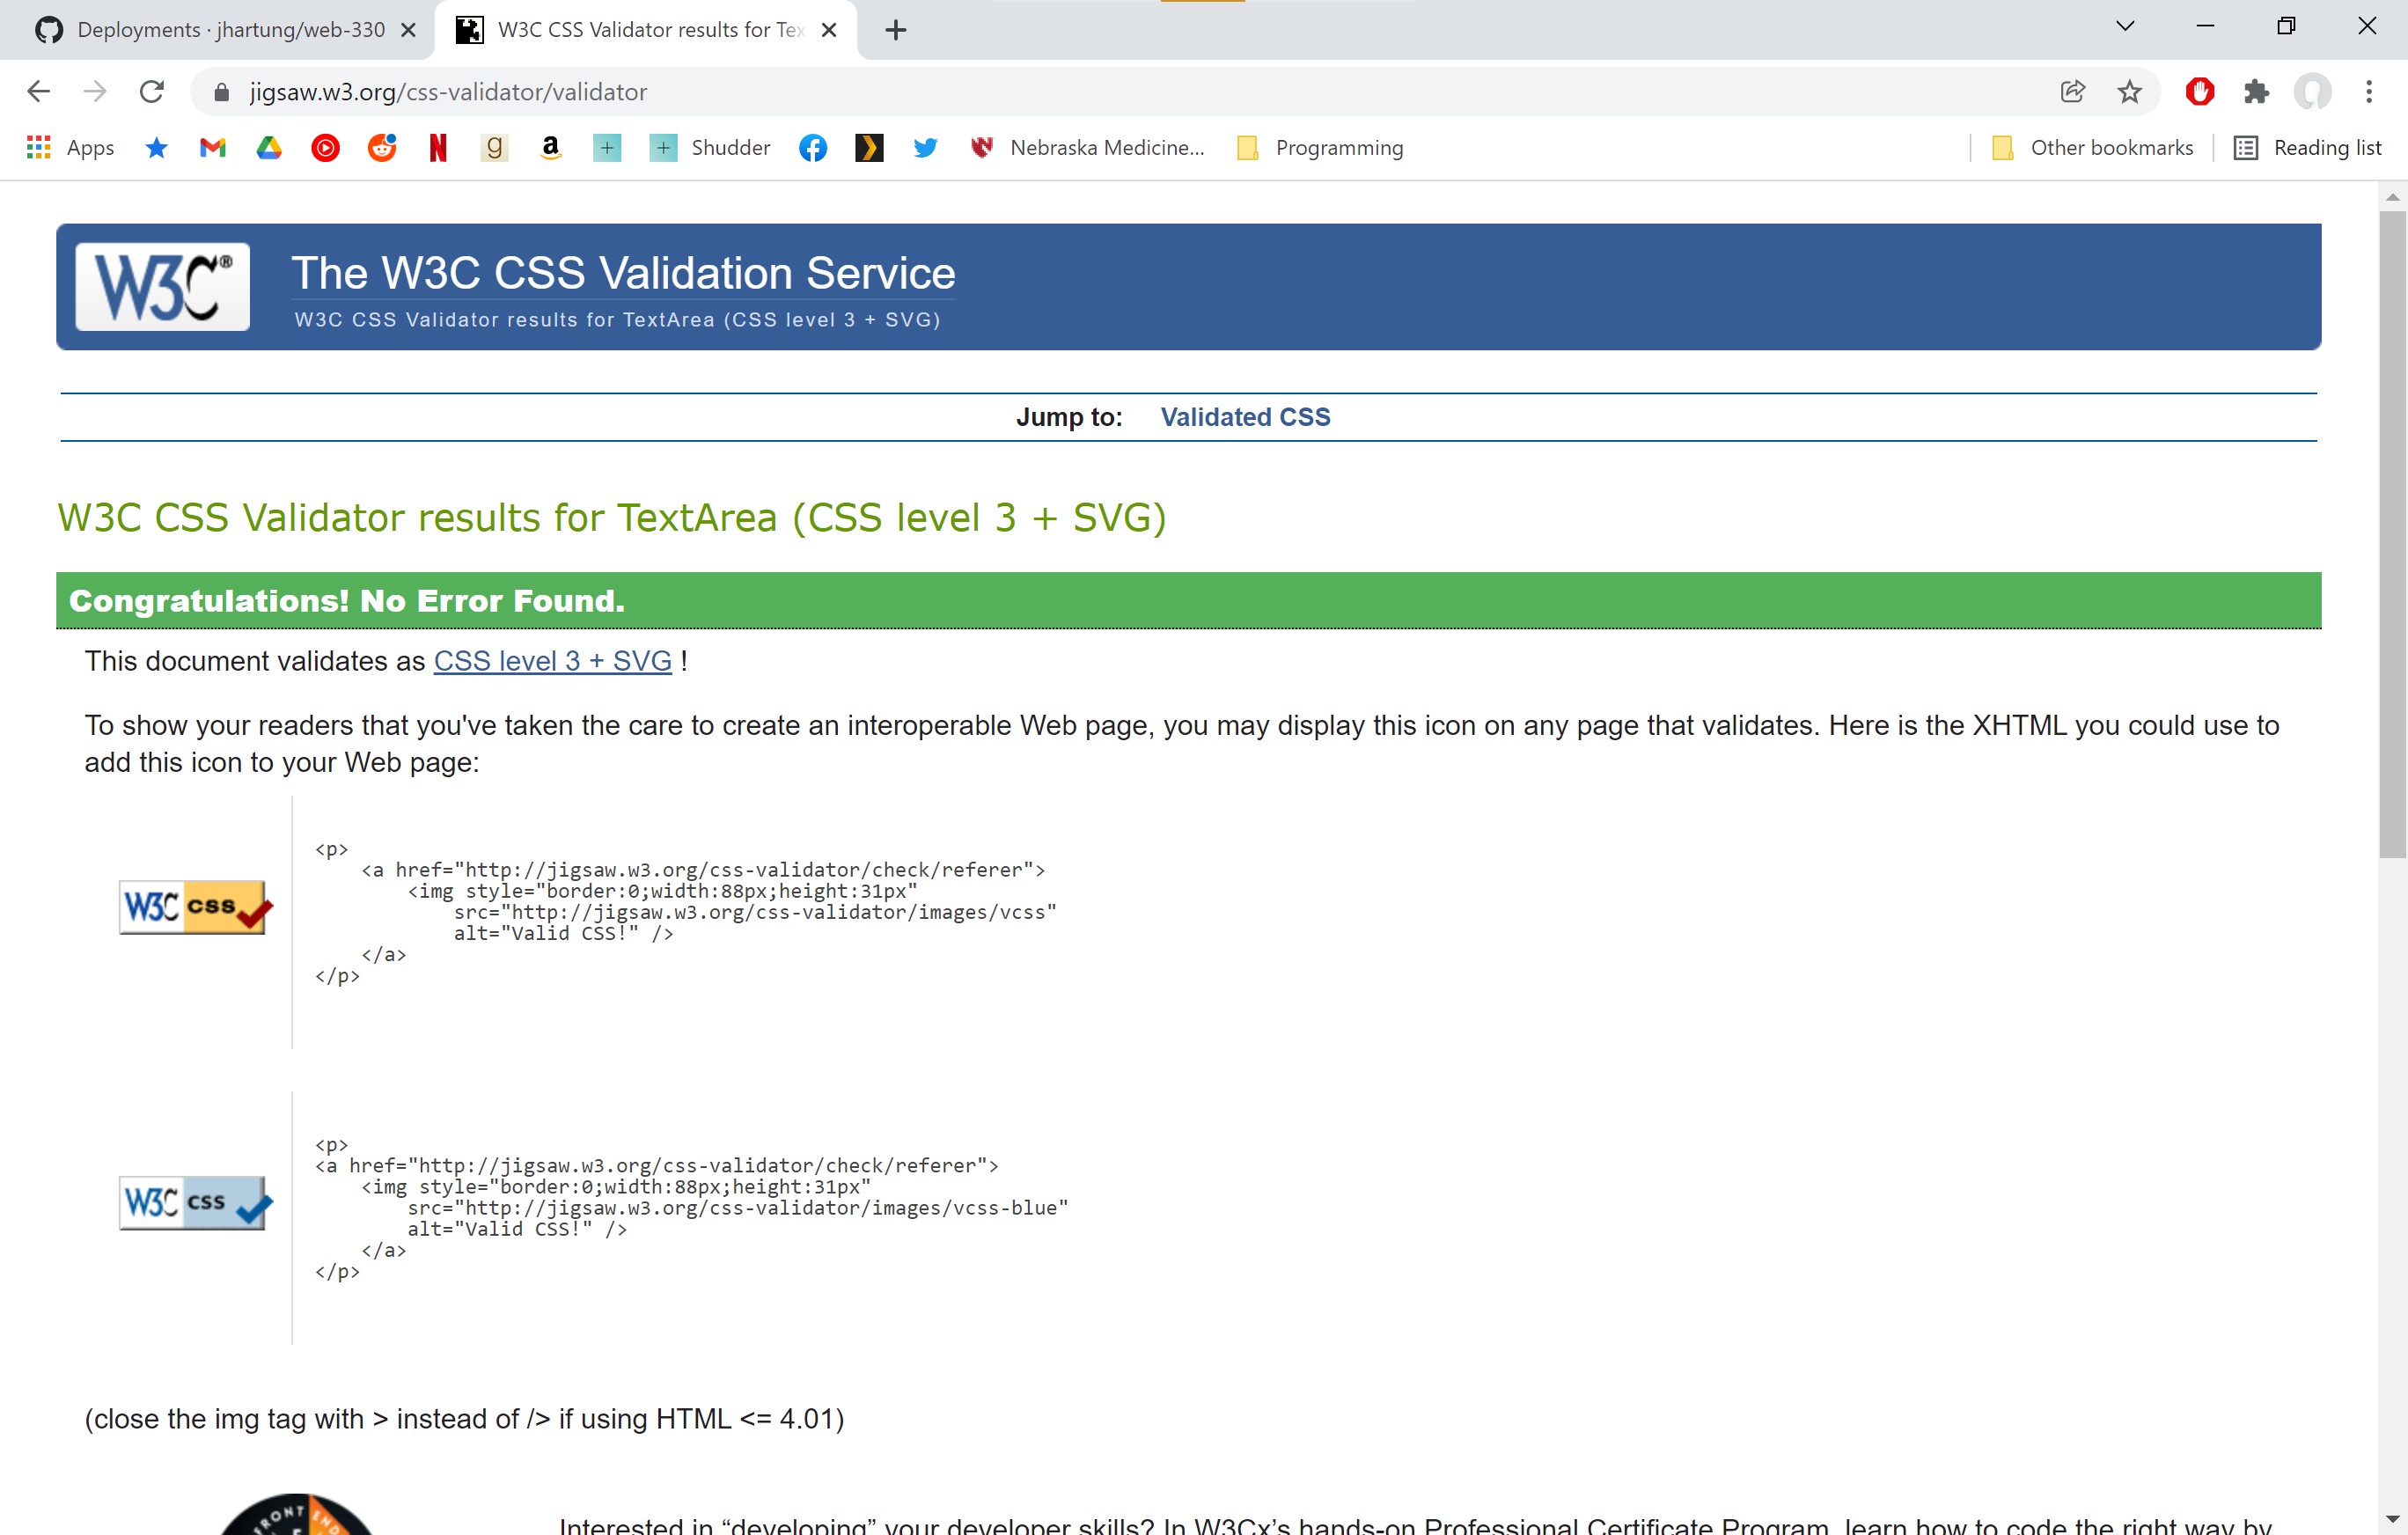 Deployments · jhartung/web-330
W3C CSS Validator results for Tex
jigsaw.w3.org/css-validator/validator
Apps
g
a
Shudder
Nebraska Medicine...
Programming
Other bookmarks
Reading list
W3C®
The W3C CSS Validation Service
W3C CSS Validator results for TextArea (CSS level 3 + SVG)
Jump to: Validated CSS
W3C CSS Validator results for TextArea (CSS level 3 + SVG)
Congratulations! No Error Found.
This document validates as CSS level 3 + SVG !
To show your readers that you've taken the care to create an interoperable Web page, you may display this icon on any page that validates. Here is the XHTML you could use to
add this icon to your Web page:
W3C css
<p>
<a href="http://jigsaw.w3.org/css-validator/check/referer">
<img style="border:0;width:88px;height:31px"
src="http://jigsaw.w3.org/css-validator/images/vcss"
alt="Valid CSS!" />
</a>
</p>
W3C css
<p>
<a href="http://jigsaw.w3.org/css-validator/check/referer">
<img style="border:0;width:88px;height:31px"
src="http://jigsaw.w3.org/css-validator/images/vcss-blue"
alt="Valid CSS!" />
</a>
</p>
(close the img tag with > instead of /> if using HTML <= 4.01)
FRONT END
Interested in “developing” your developer skills? In W3Cx’s hands-on Professional Certificate Program, learn how to code the right way by